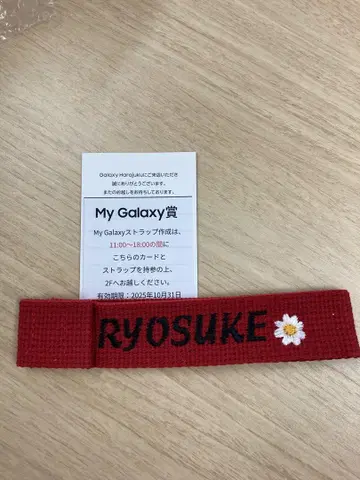 Galaxy Harajukuにご来店いただき
誠にありがとうございます。
またのお越しをお待ちしております。
My Galaxy賞
My Galaxyストラップ作成は、
11:00~18:00の間に
こちらのカードと
ストラップを持参の上、
2Fへお越しください。
有効期限：2025年10月31日
RYOSUKE